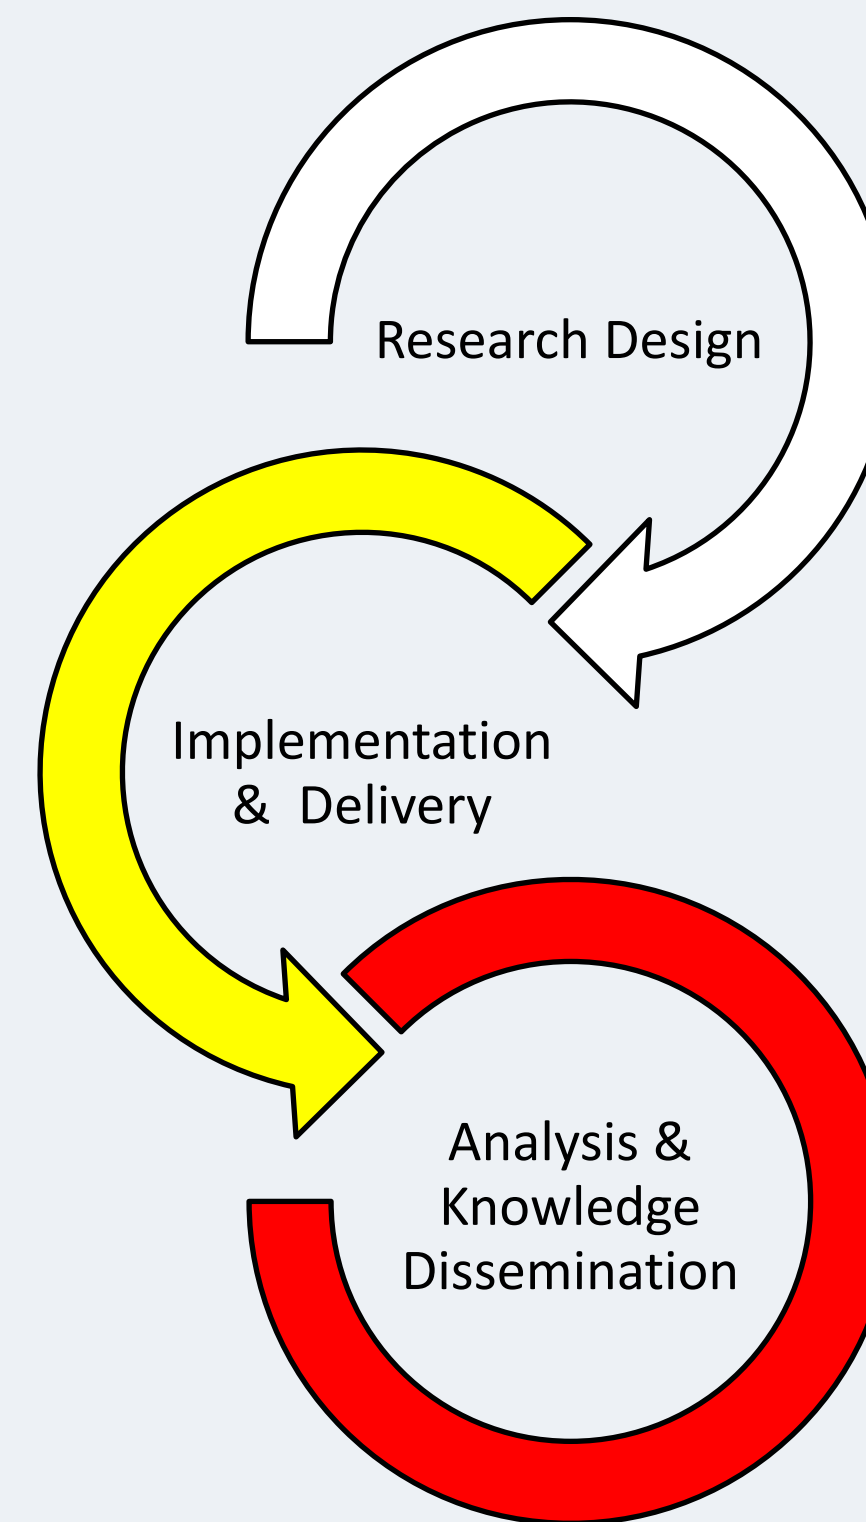 Research Design
Implementation
& Delivery
Analysis &
Knowledge
Dissemination